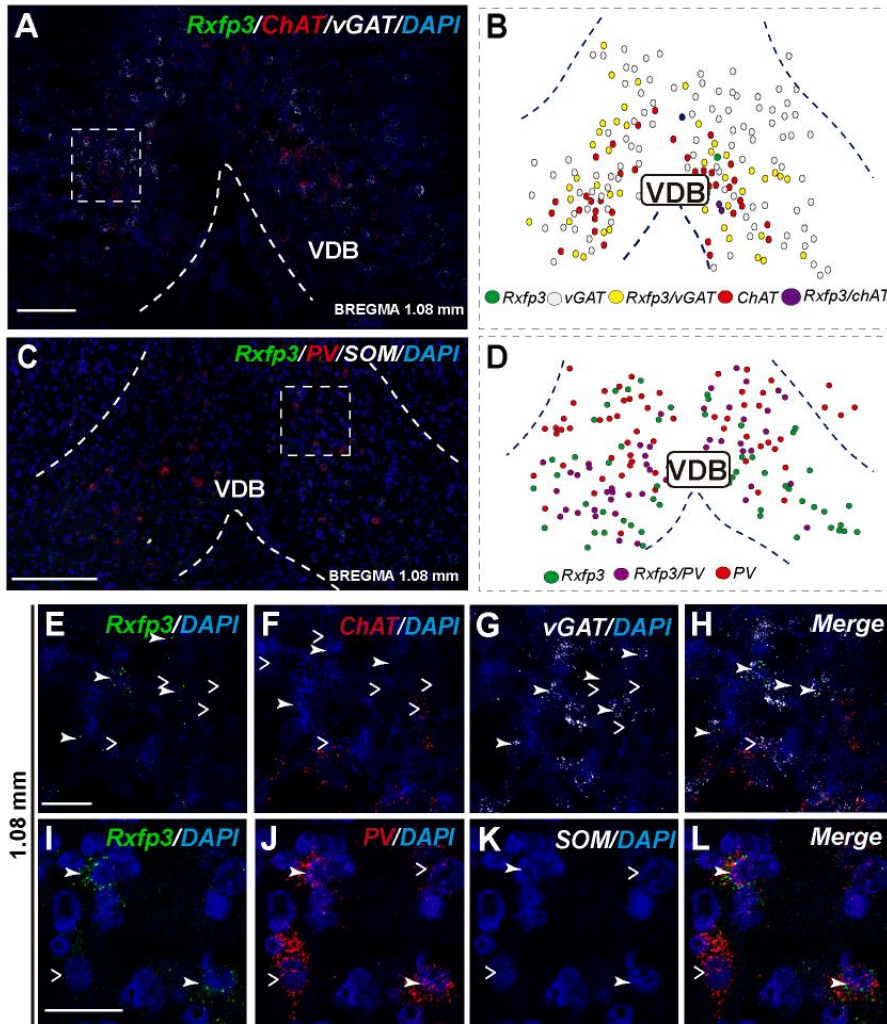 A
Rxfp3/ChAT/vGAT/DAPI
VDB
BREGMA 1.08 mm
B
VDB
Rxfp3 vGAT Rxfp3/vGAT ChAT Rxfp3/chAT
C
Rxfp3/PV/SOM/DAPI
VDB
BREGMA 1.08 mm
D
VDB
Rxfp3 Rxfp3/PV PV
1.08 mm
E
Rxfp3/DAPI
F
ChAT/DAPI
G
vGAT/DAPI
H
Merge
I
Rxfp3/DAPI
J
PV/DAPI
K
SOM/DAPI
L
Merge